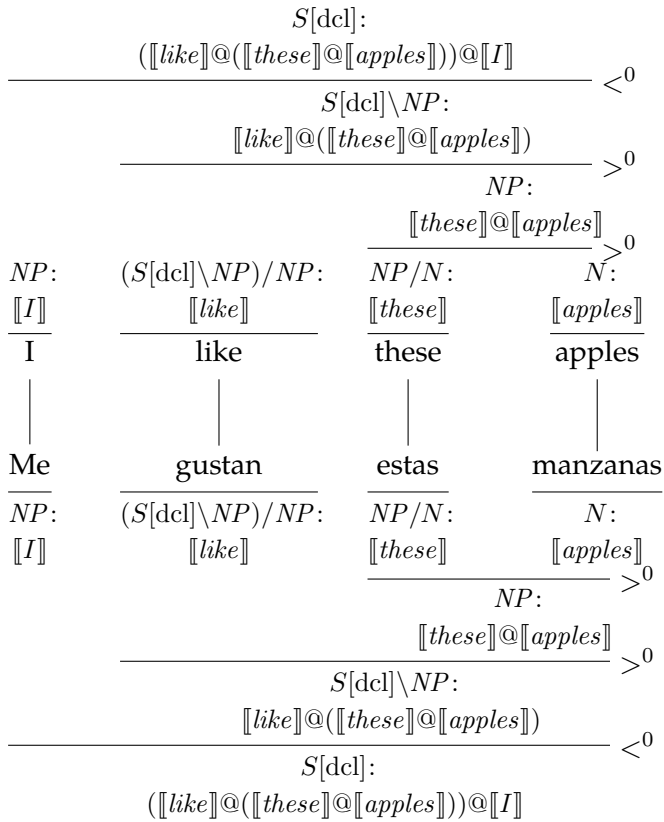 S[dcl]:
(⟦like⟧@(⟦these⟧@⟦apples⟧))@⟦I⟧
<⁰
S[dcl]\NP:
⟦like⟧@(⟦these⟧@⟦apples⟧)
>⁰
NP:
⟦these⟧@⟦apples⟧
>⁰
NP: (S[dcl]\NP)/NP: NP/N: N:
⟦I⟧ ⟦like⟧ ⟦these⟧ ⟦apples⟧
I like these apples
Me gustan estas manzanas
NP: (S[dcl]\NP)/NP: NP/N: N:
⟦I⟧ ⟦like⟧ ⟦these⟧ ⟦apples⟧
>⁰
NP:
⟦these⟧@⟦apples⟧
>⁰
S[dcl]\NP:
⟦like⟧@(⟦these⟧@⟦apples⟧)
<⁰
S[dcl]:
(⟦like⟧@(⟦these⟧@⟦apples⟧))@⟦I⟧